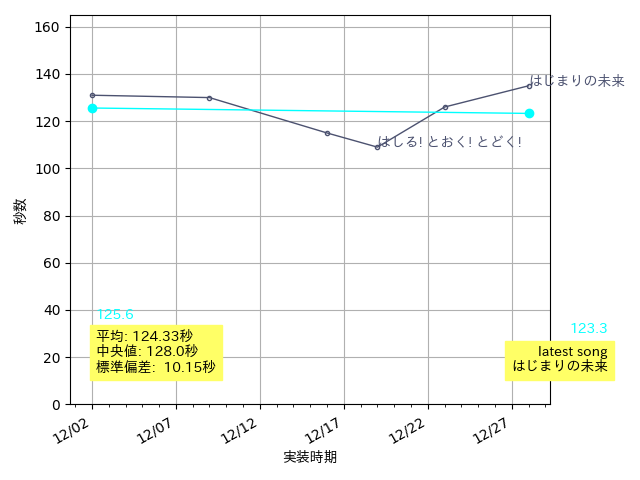 160
140
120
100
80
60
40
20
0
秒数
はじまりの未来
はしる! とおく! とどく!
125.6
平均: 124.33秒
中央値: 128.0秒
標準偏差: 10.15秒
123.3
latest song
はじまりの未来
12/02
12/07
12/12
12/17
12/22
12/27
実装時期